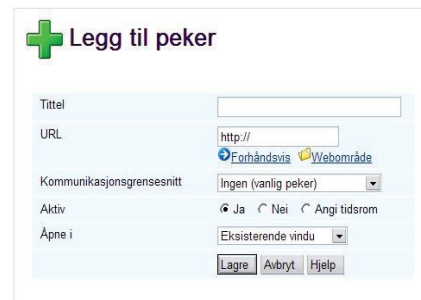 Legg til peker
Tittel
URL http://
Forhåndsvis Webområde
Kommunikasjonsgrensesnitt Ingen (vanlig peker)
Aktiv Ja Nei Angi tidsrom
Åpne i Eksisterende vindu
Lagre Avbryt Hjelp